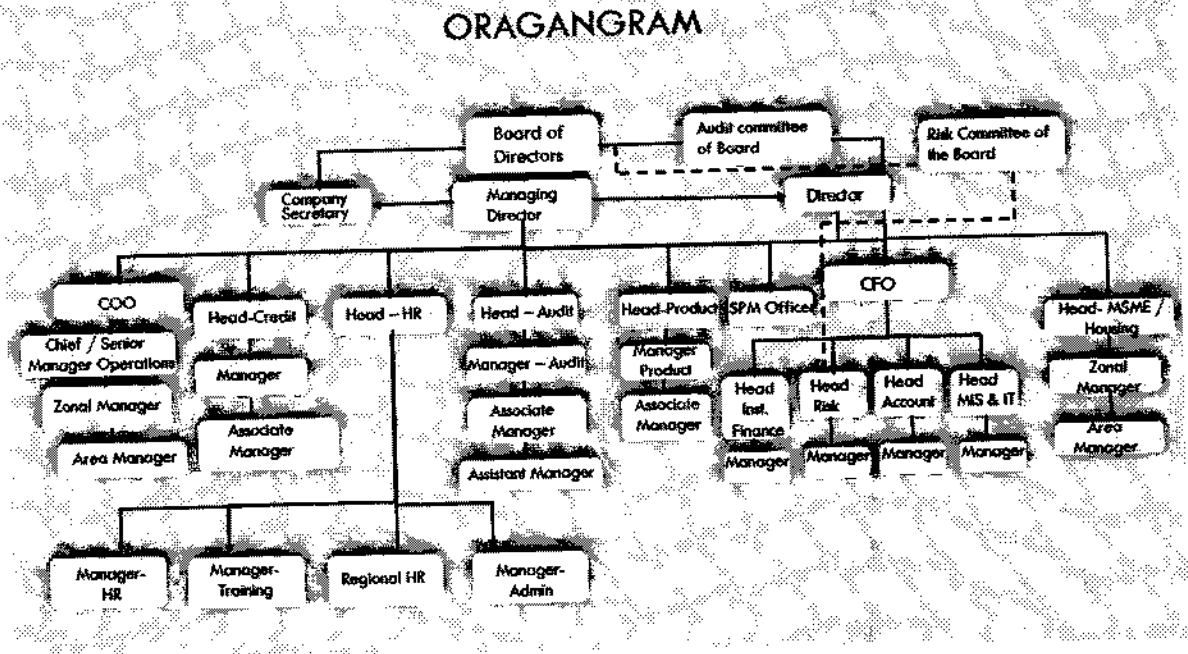 ORAGANGRAM
Board of
Directors
Audit committee
of Board
Risk Committee of
the Board
Company
Secretary
Managing
Director
Director
COO
Head-Credit
Head – HR
Head – Audit
Head-Product
SPM Officer
CFO
Head- MSME /
Housing
Chief / Senior
Manager Operations
Manager
Manager – Audit
Manager
Product
Head
Inst.
Finance
Head
Risk
Head
Account
Head
MiS & IT
Zonal
Manager
Zonal Manager
Associate
Manager
Associate
Manager
Associate
Manager
Area
Manager
Area Manager
Assistant Manager
Manager
Manager
Manager
Manager
Manager-
HR
Manager-
Training
Regional HR
Manager-
Admin